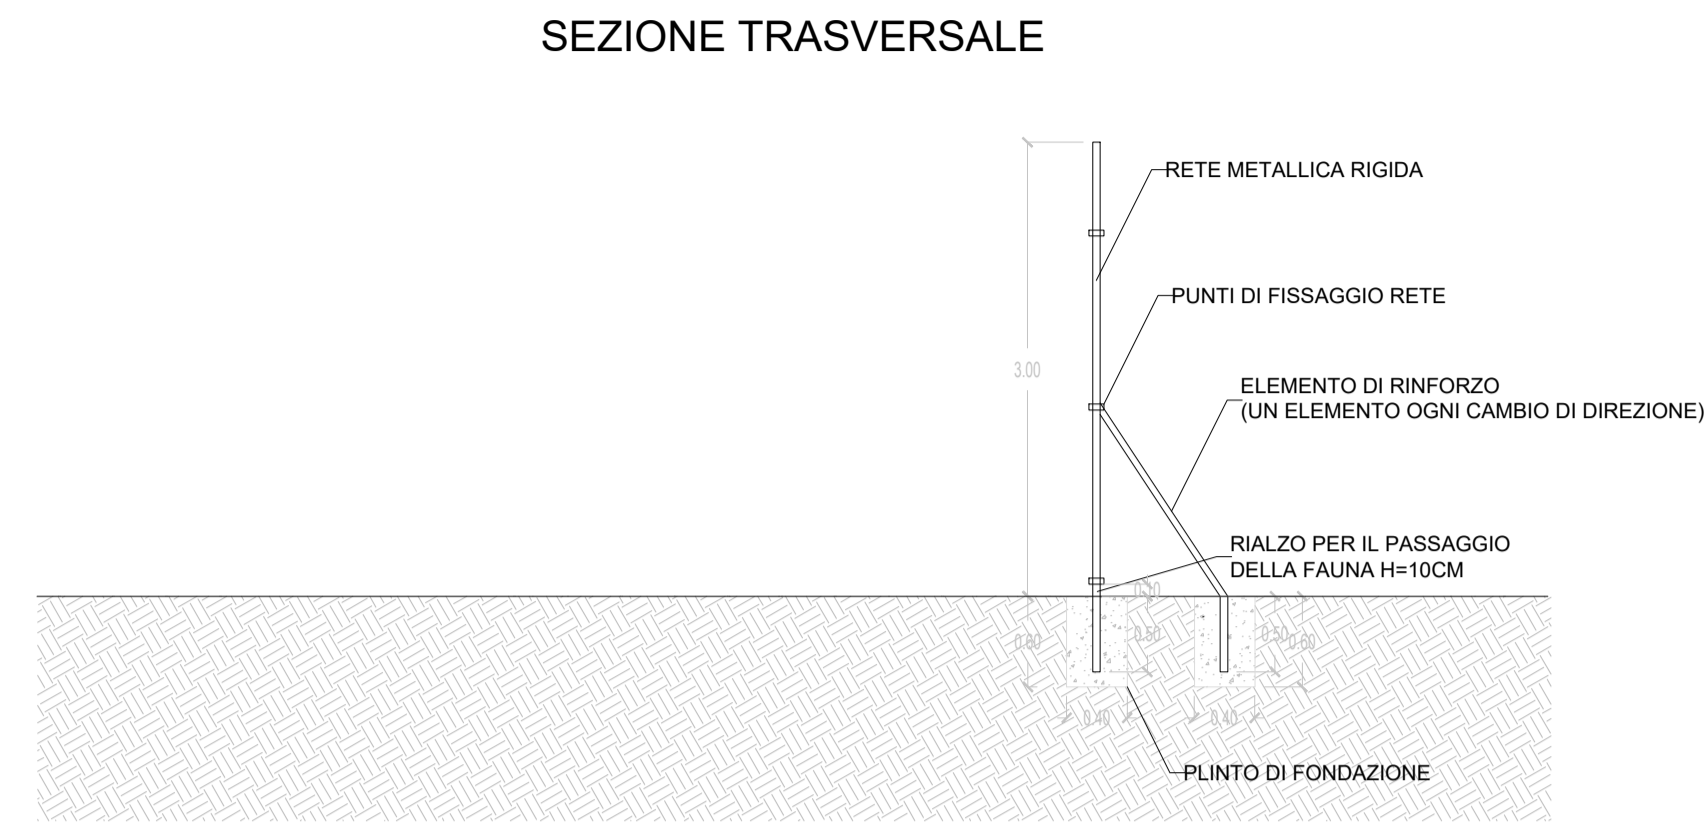 SEZIONE TRASVERSALE
RETE METALLICA RIGIDA
PUNTI DI FISSAGGIO RETE
3.00
ELEMENTO DI RINFORZO
(UN ELEMENTO OGNI CAMBIO DI DIREZIONE)
RIALZO PER IL PASSAGGIO
DELLA FAUNA H=10CM
0.10
0.60
0.50
0.50
0.60
0.40
0.40
PLINTO DI FONDAZIONE